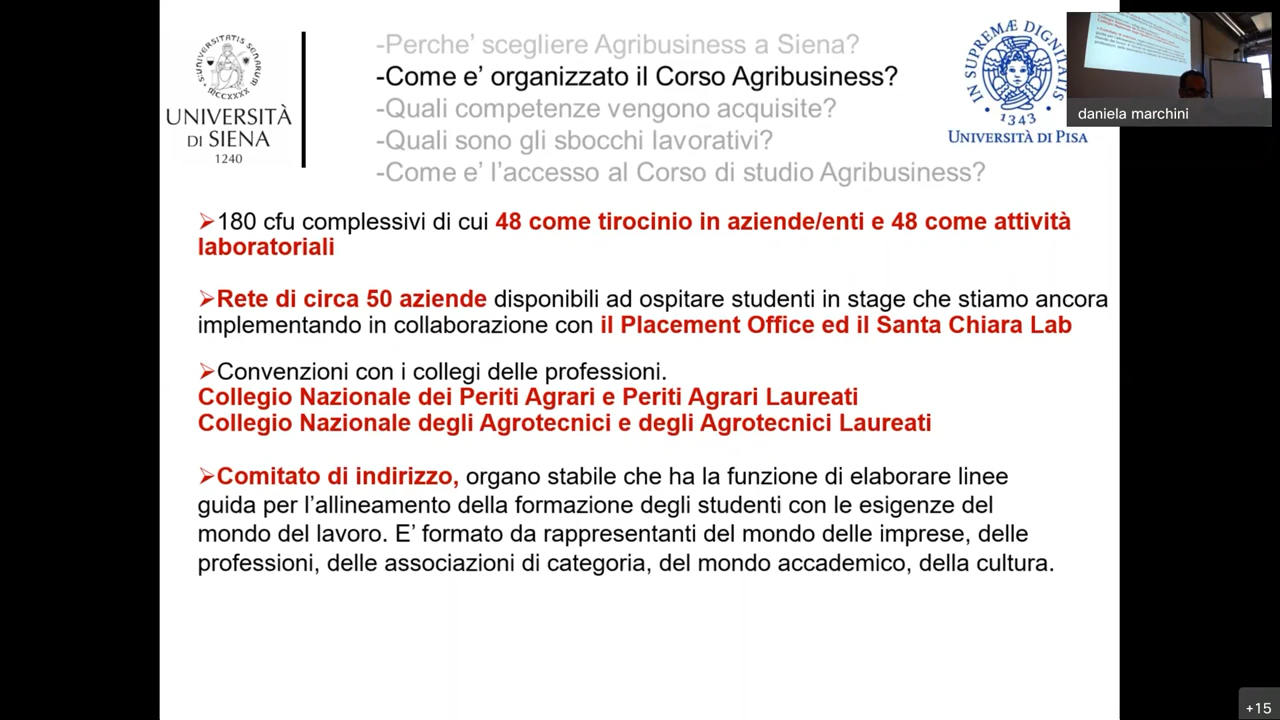 UNIVERSITATIS SENARUM
MCCXXXX
UNIVERSITÀ
DI SIENA
1240
-Perche' scegliere Agribusiness a Siena?
-Come e' organizzato il Corso Agribusiness?
-Quali competenze vengono acquisite?
-Quali sono gli sbocchi lavorativi?
-Come e' l'accesso al Corso di studio Agribusiness?
IN SUPREMÆ DIGNITATIS
1343
UNIVERSITÀ DI PISA
daniela marchini
➢180 cfu complessivi di cui 48 come tirocinio in aziende/enti e 48 come attività
laboratoriali
➢Rete di circa 50 aziende disponibili ad ospitare studenti in stage che stiamo ancora
implementando in collaborazione con il Placement Office ed il Santa Chiara Lab
➢Convenzioni con i collegi delle professioni.
Collegio Nazionale dei Periti Agrari e Periti Agrari Laureati
Collegio Nazionale degli Agrotecnici e degli Agrotecnici Laureati
➢Comitato di indirizzo, organo stabile che ha la funzione di elaborare linee
guida per l'allineamento della formazione degli studenti con le esigenze del
mondo del lavoro. E' formato da rappresentanti del mondo delle imprese, delle
professioni, delle associazioni di categoria, del mondo accademico, della cultura.
+15